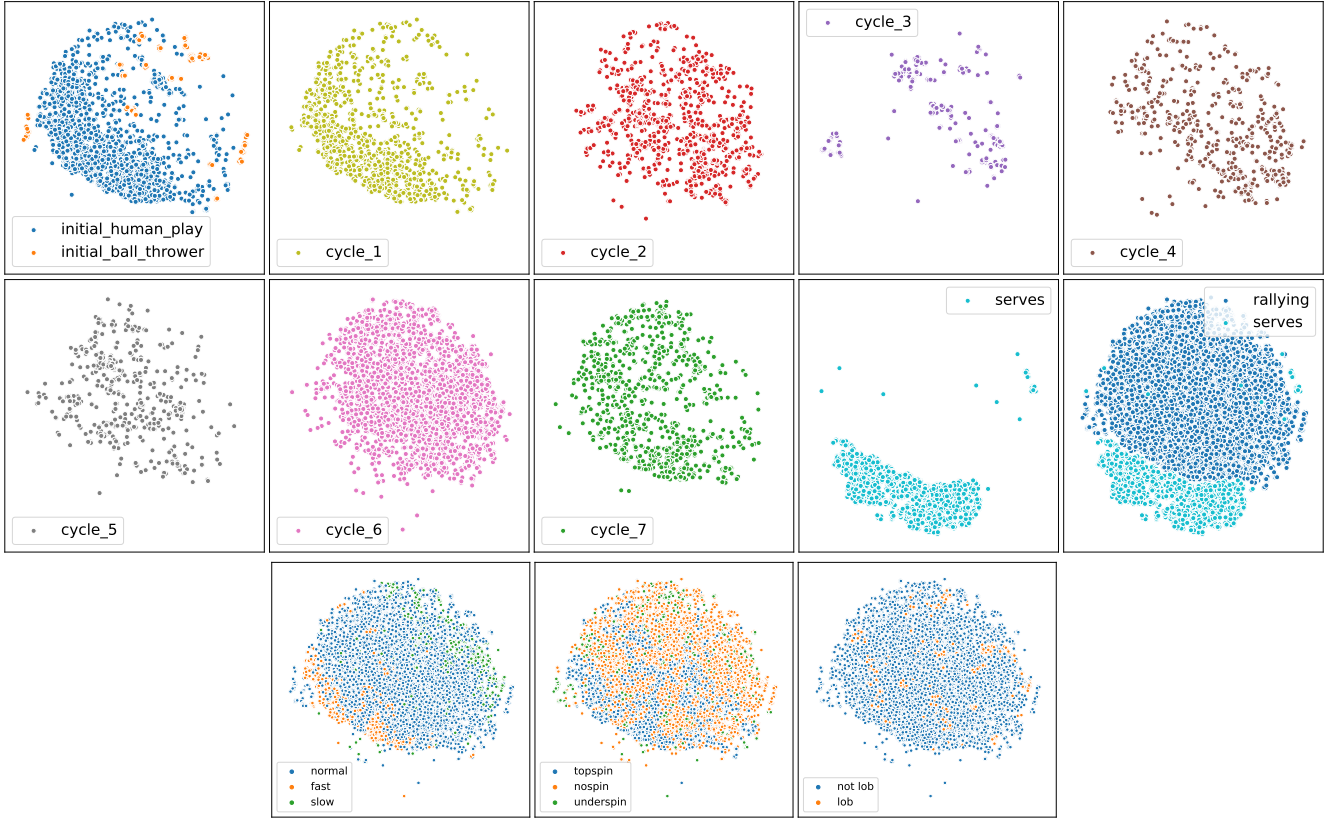 initial_human_play
initial_ball_thrower
cycle_1
cycle_2
cycle_3
cycle_4
cycle_5
cycle_6
cycle_7
serves
rallying
serves
normal
fast
slow
topspin
nospin
underspin
not lob
lob